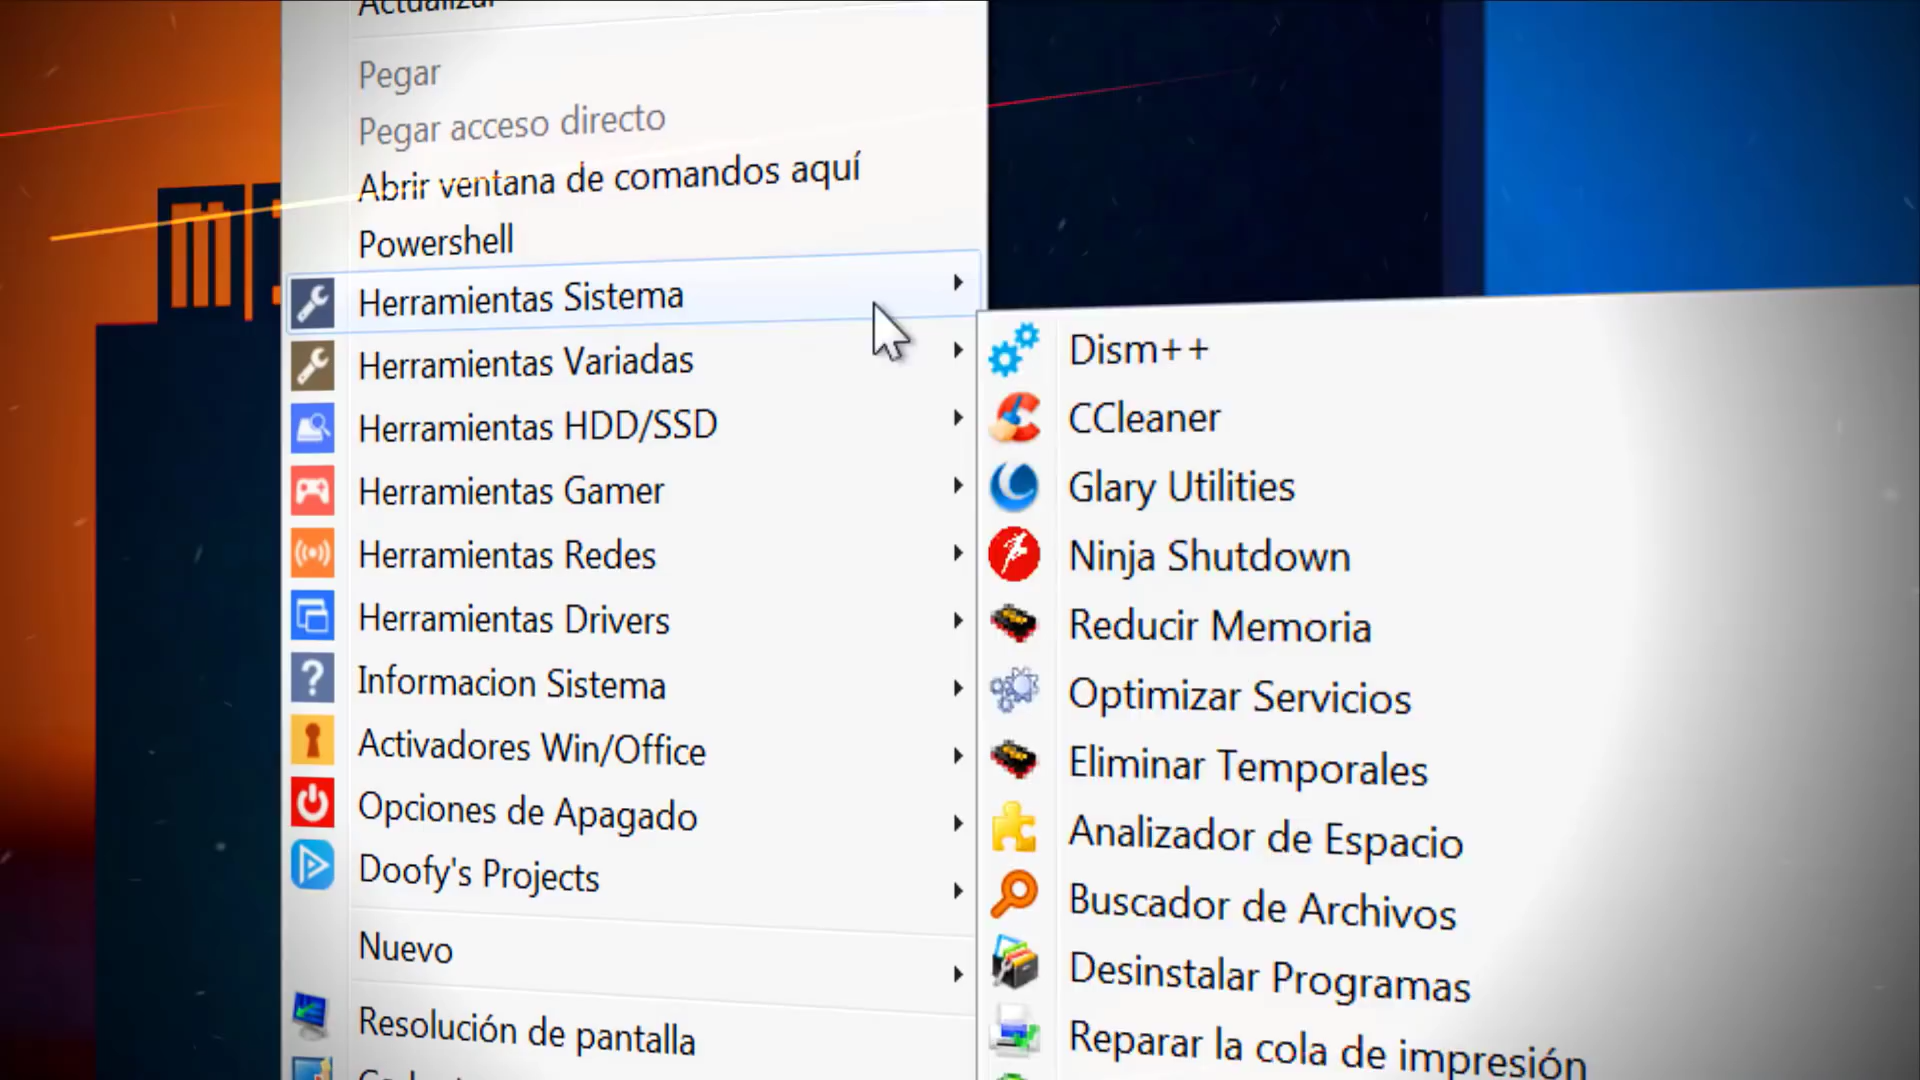 Actualizar
Pegar
Pegar acceso directo
Abrir ventana de comandos aquí
Powershell
Herramientas Sistema
Herramientas Variadas
Herramientas HDD/SSD
Herramientas Gamer
Herramientas Redes
Herramientas Drivers
Informacion Sistema
Activadores Win/Office
Opciones de Apagado
Doofy's Projects
Nuevo
Resolución de pantalla
Dism++
CCleaner
Glary Utilities
Ninja Shutdown
Reducir Memoria
Optimizar Servicios
Eliminar Temporales
Analizador de Espacio
Buscador de Archivos
Desinstalar Programas
Reparar la cola de impresión